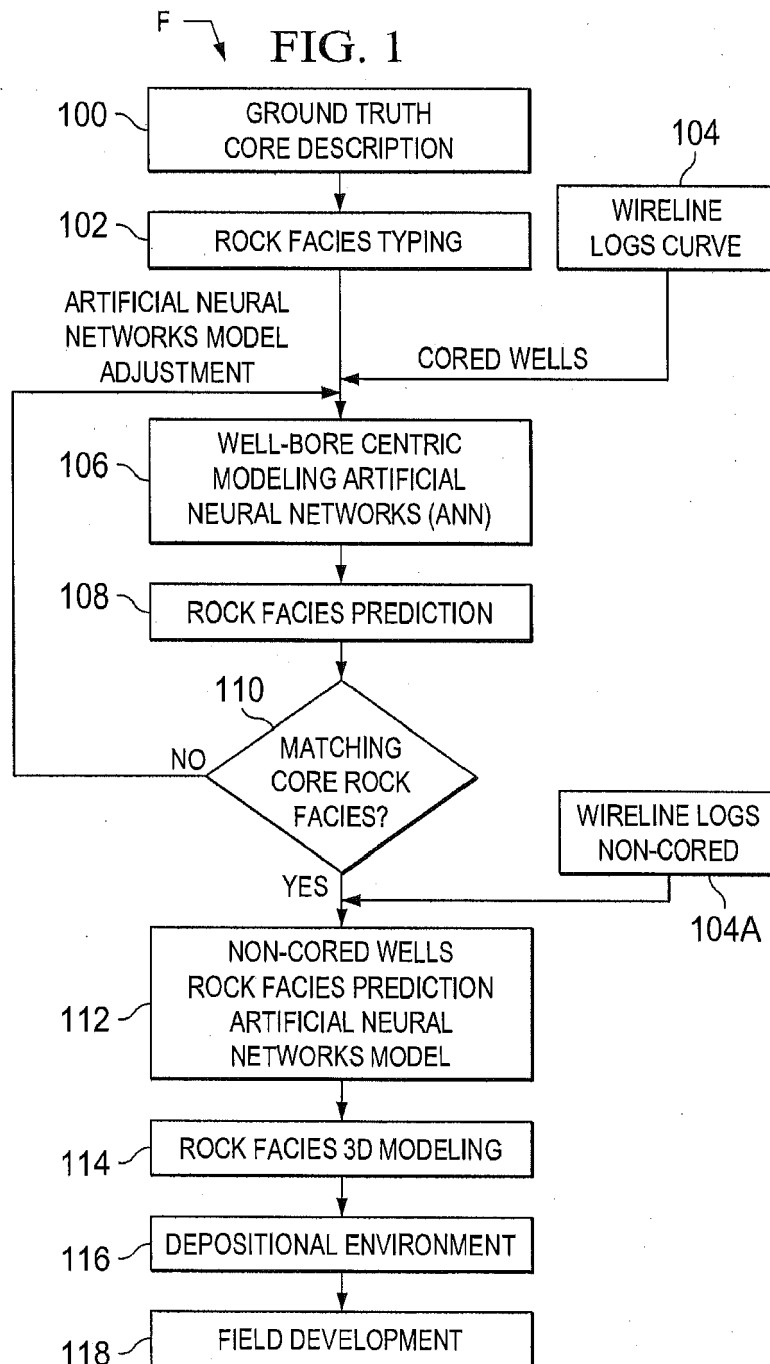 F
FIG. 1
100
GROUND TRUTH
CORE DESCRIPTION
104
WIRELINE
LOGS CURVE
102
ROCK FACIES TYPING
ARTIFICIAL NEURAL
NETWORKS MODEL
ADJUSTMENT
CORED WELLS
106
WELL-BORE CENTRIC
MODELING ARTIFICIAL
NEURAL NETWORKS (ANN)
108
ROCK FACIES PREDICTION
110
MATCHING
CORE ROCK
FACIES?
NO
YES
WIRELINE LOGS
NON-CORED
104A
112
NON-CORED WELLS
ROCK FACIES PREDICTION
ARTIFICIAL NEURAL
NETWORKS MODEL
114
ROCK FACIES 3D MODELING
116
DEPOSITIONAL ENVIRONMENT
118
FIELD DEVELOPMENT